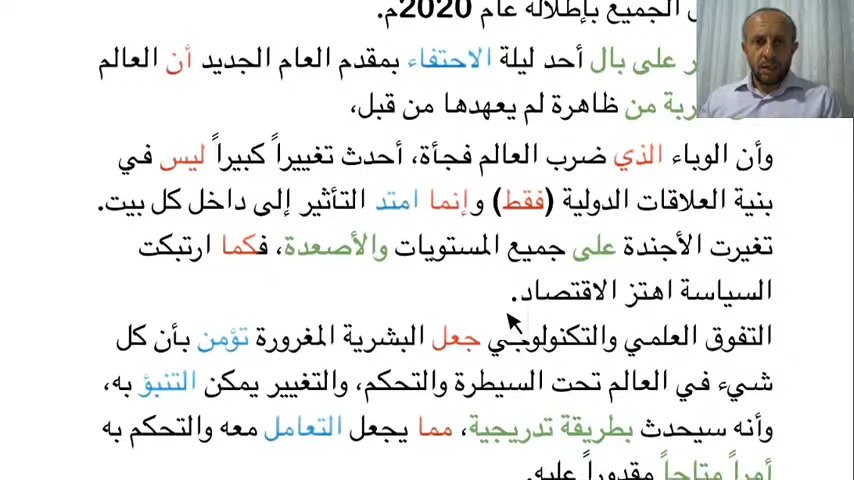 الجميع بإطلالة عام 2020م.
على بال أحد ليلة الاحتفاء بمقدم العام الجديد أن العالم
من ظاهرة لم يعهدها من قبل،
وأن الوباء الذي ضرب العالم فجأة، أحدث تغييراً كبيراً ليس في
بنية العلاقات الدولية (فقط) وإنما امتد التأثير إلى داخل كل بيت.
تغيرت الأجندة على جميع المستويات والأصعدة، فكما ارتبكت
السياسة اهتز الاقتصاد.
التفوق العلمي والتكنولوجي جعل البشرية المغرورة تؤمن بأن كل
شيء في العالم تحت السيطرة والتحكم، والتغيير يمكن التنبؤ به،
وأنه سيحدث بطريقة تدريجية، مما يجعل التعامل معه والتحكم به
أمراً متاحاً مقدوراً عليه.